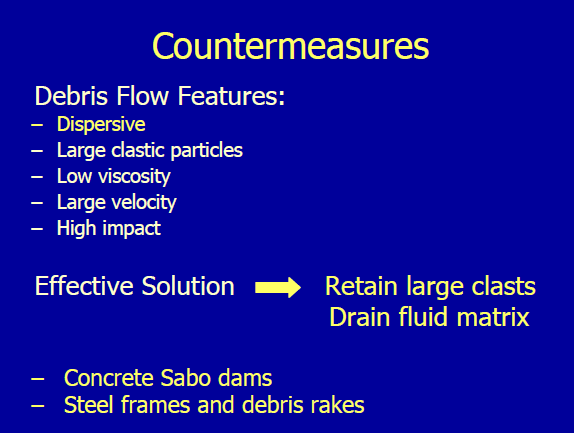 Countermeasures
Debris Flow Features:
– Dispersive
– Large clastic particles
– Low viscosity
– Large velocity
– High impact
Effective Solution Retain large clasts
Drain fluid matrix
– Concrete Sabo dams
– Steel frames and debris rakes